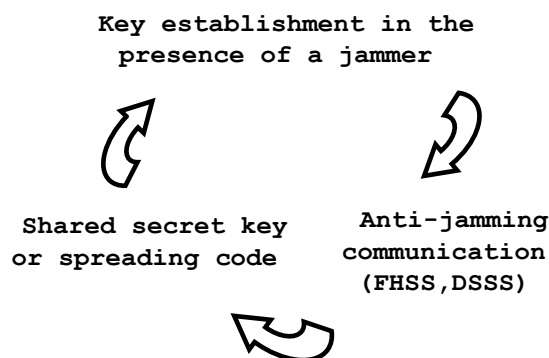 Key establishment in the
presence of a jammer
Shared secret key
or spreading code
Anti-jamming
communication
(FHSS,DSSS)